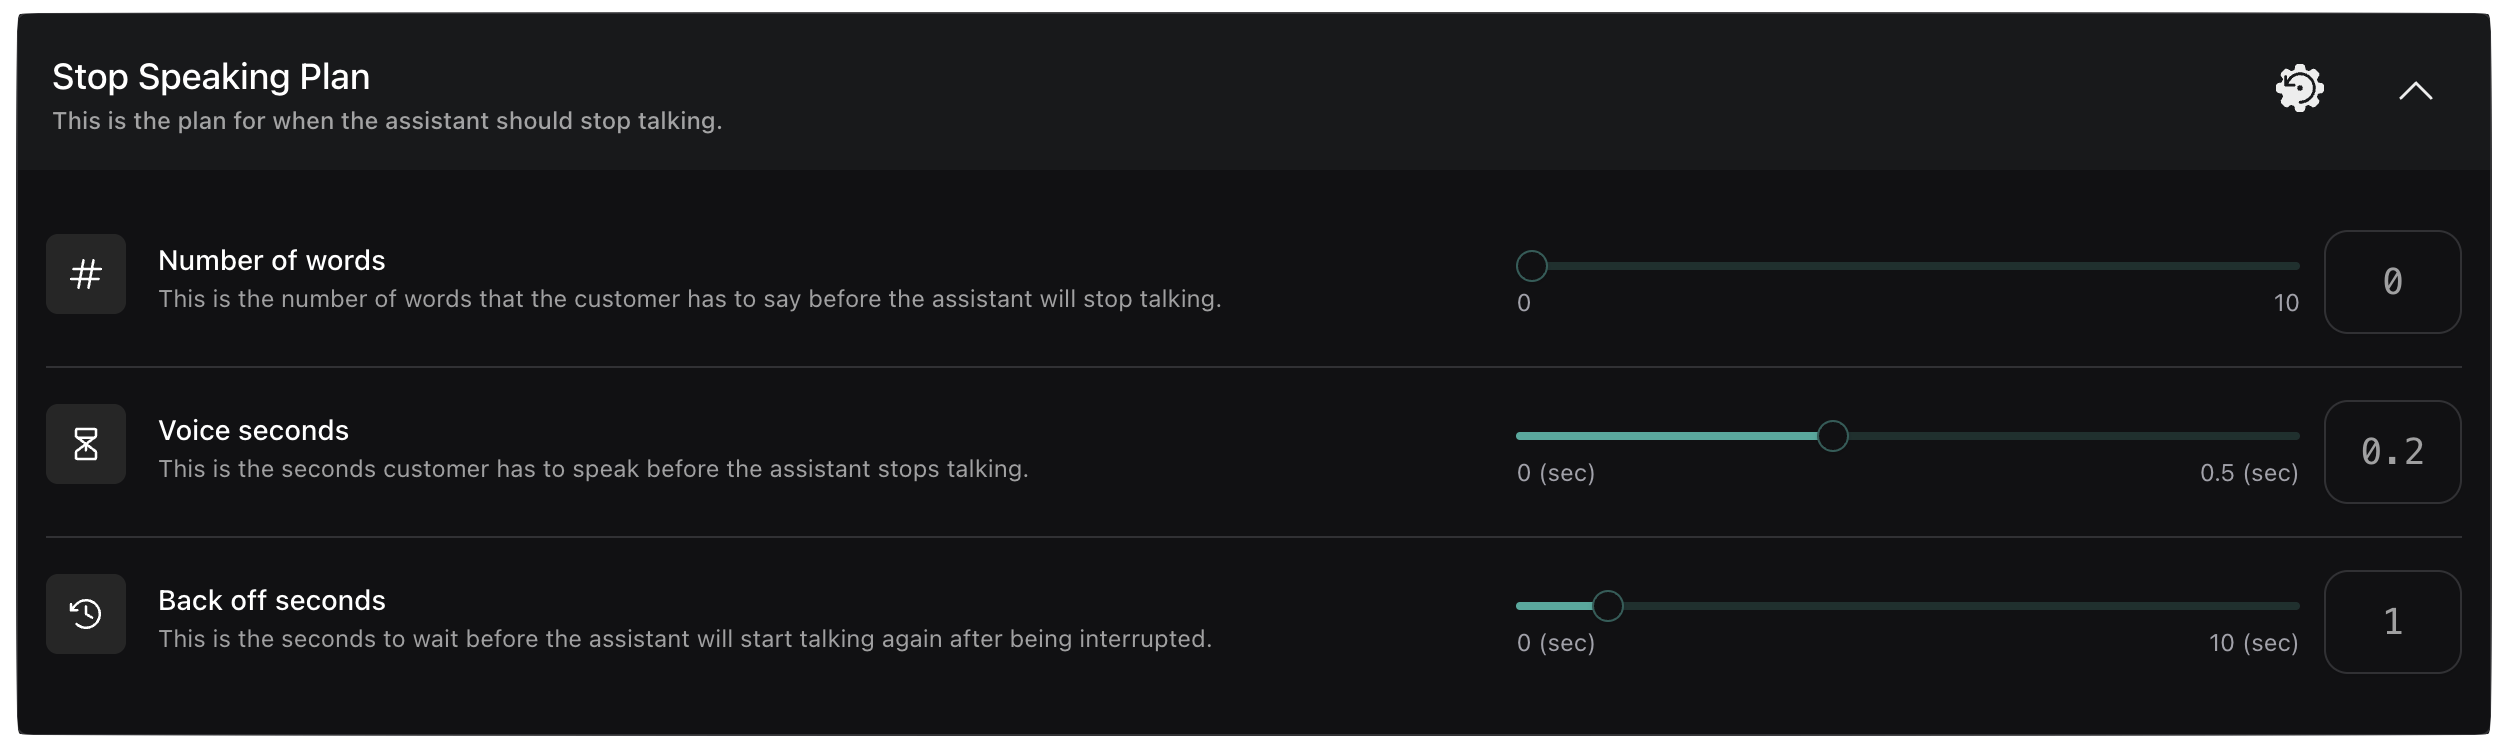 Stop Speaking Plan
This is the plan for when the assistant should stop talking.
Number of words
This is the number of words that the customer has to say before the assistant will stop talking.
0
10
0
Voice seconds
This is the seconds customer has to speak before the assistant stops talking.
0 (sec)
0.5 (sec)
0.2
Back off seconds
This is the seconds to wait before the assistant will start talking again after being interrupted.
0 (sec)
10 (sec)
1